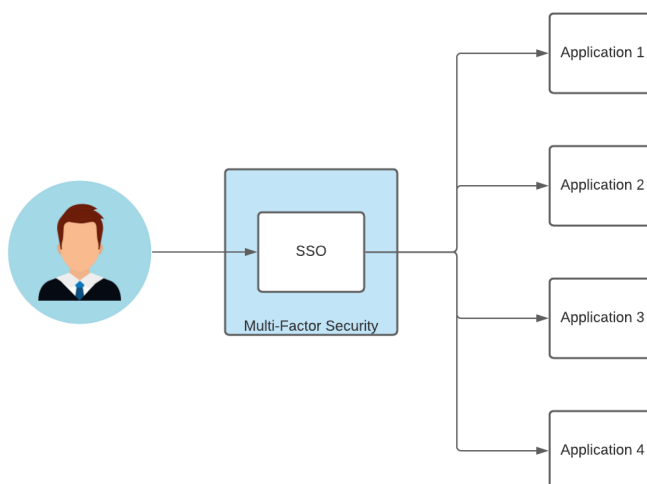 Application 1
Application 2
SSO
Application 3
Multi-Factor Security
Application 4